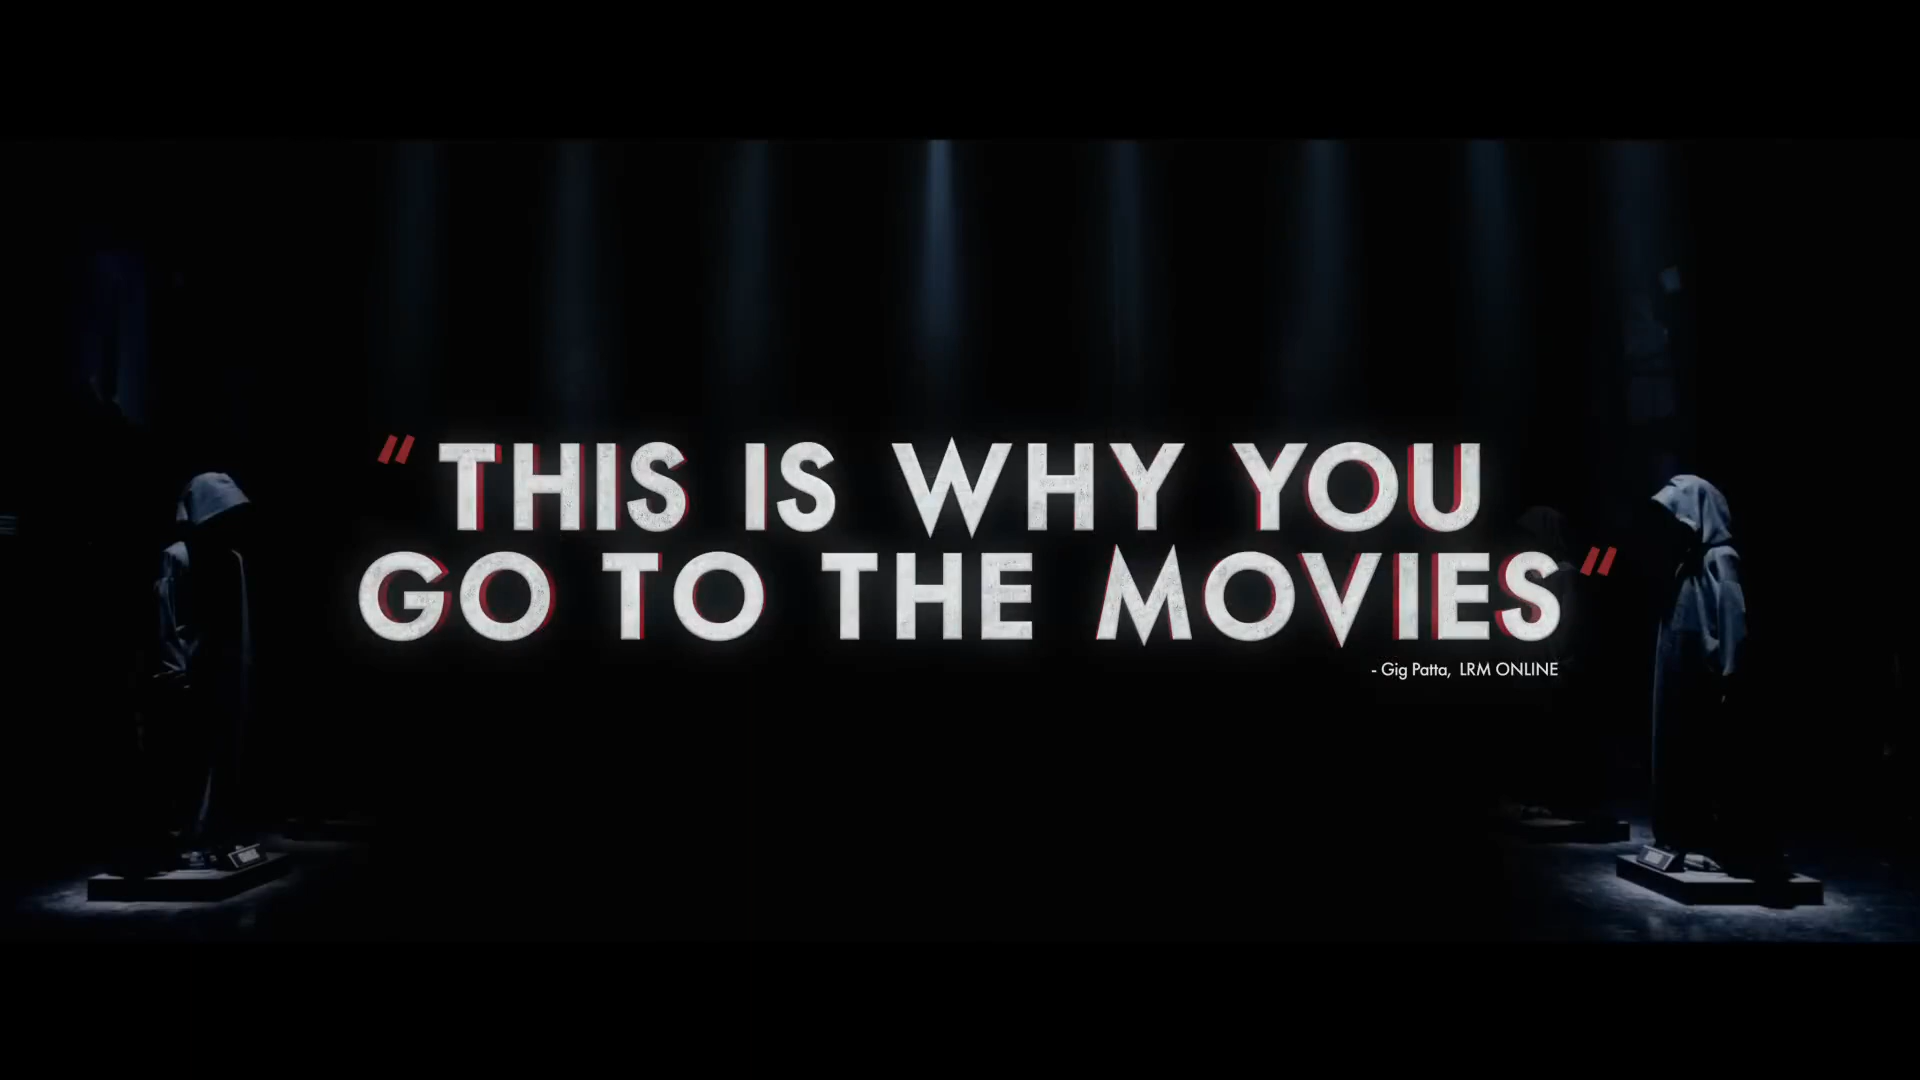 “THIS IS WHY YOU
GO TO THE MOVIES“
- Gig Patta, LRM ONLINE